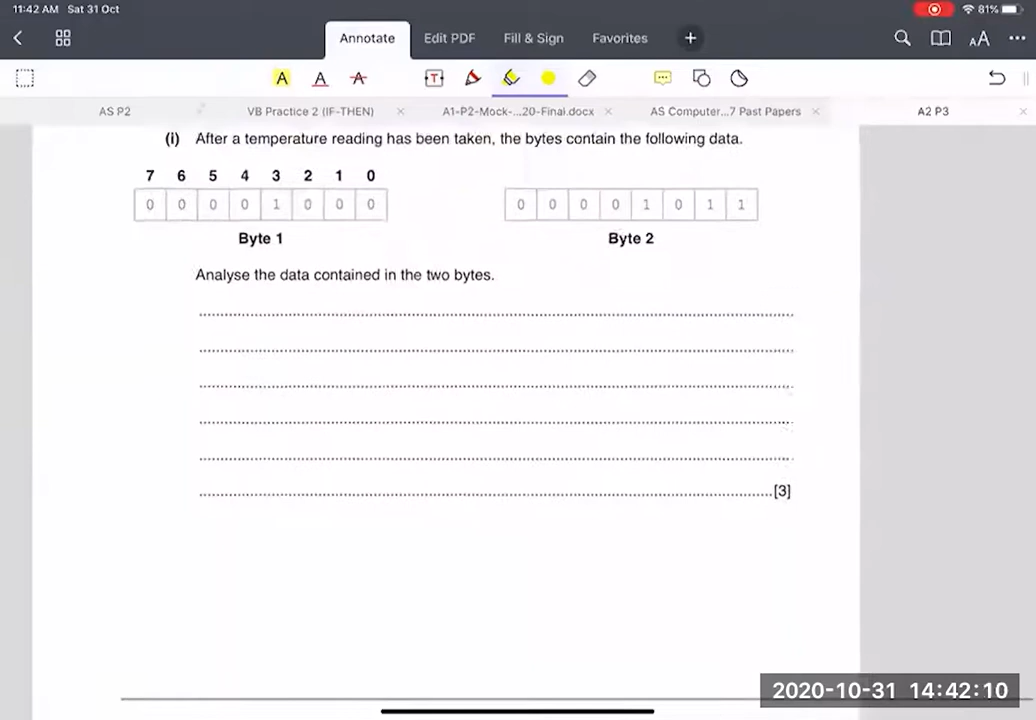 11:42 AM Sat 31 Oct
81%
Annotate Edit PDF Fill & Sign Favorites +
AA
A A A T
AS P2 VB Practice 2 (IF-THEN) × A1-P2-Mock-...20-Final.docx × AS Computer...7 Past Papers × A2 P3 ×
(i) After a temperature reading has been taken, the bytes contain the following data.
7 6 5 4 3 2 1 0
0 0 0 0 1 0 0 0 0 0 0 0 1 0 1 1
Byte 1 Byte 2
Analyse the data contained in the two bytes.
[3]
2020-10-31 14:42:10